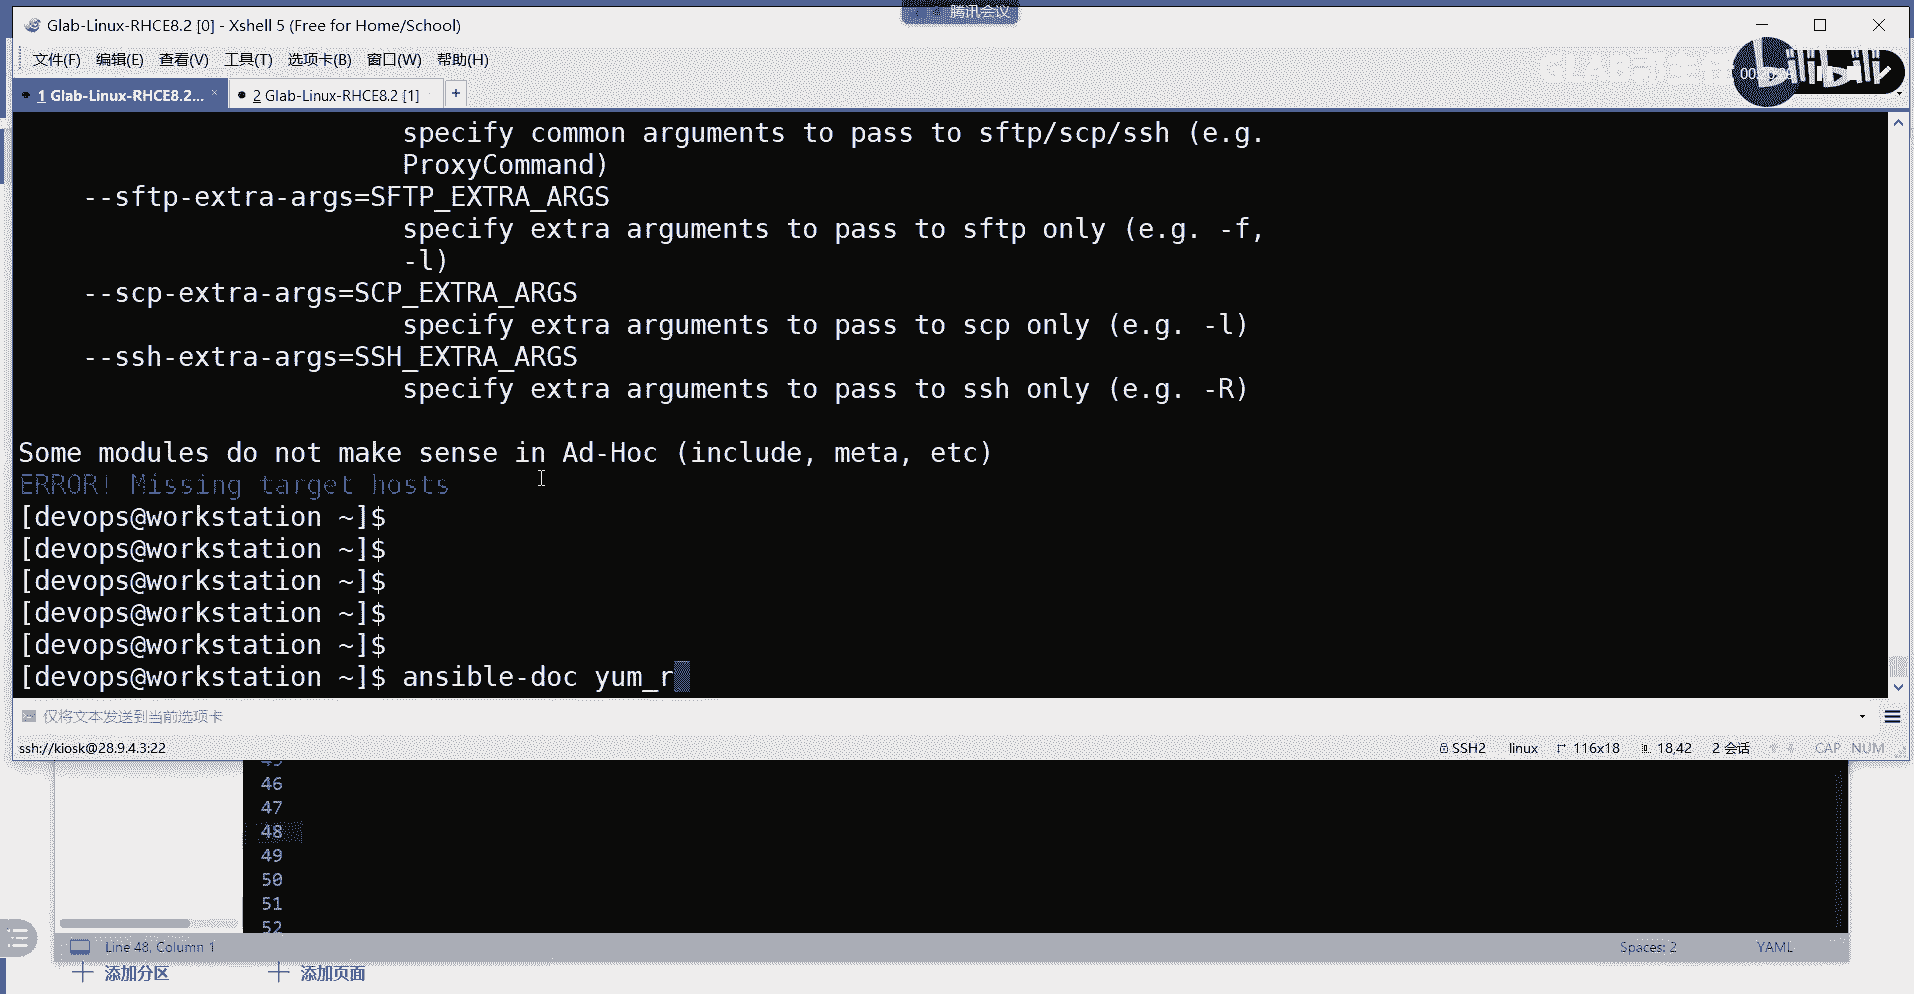 腾讯会议
Glab-Linux-RHCE8.2 [0] - Xshell 5 (Free for Home/School)
文件(F) 编辑(E) 查看(V) 工具(T) 选项卡(B) 窗口(W) 帮助(H)
1 Glab-Linux-RHCE8.2... × 2 Glab-Linux-RHCE8.2 [1] +
specify common arguments to pass to sftp/scp/ssh (e.g.
ProxyCommand)
--sftp-extra-args=SFTP_EXTRA_ARGS
specify extra arguments to pass to sftp only (e.g. -f,
-l)
--scp-extra-args=SCP_EXTRA_ARGS
specify extra arguments to pass to scp only (e.g. -l)
--ssh-extra-args=SSH_EXTRA_ARGS
specify extra arguments to pass to ssh only (e.g. -R)
Some modules do not make sense in Ad-Hoc (include, meta, etc)
ERROR! Missing target hosts
[devops@workstation ~]$
[devops@workstation ~]$
[devops@workstation ~]$
[devops@workstation ~]$
[devops@workstation ~]$
[devops@workstation ~]$ ansible-doc yum_r
仅将文本发送到当前选项卡
ssh://kiosk@28.9.4.3:22 SSH2 linux 116x18 18,42 2 会话 CAP NUM
45
46
47
48
49
50
51
52
Line 48, Column 1 Spaces: 2 YAML
添加分区 添加页面